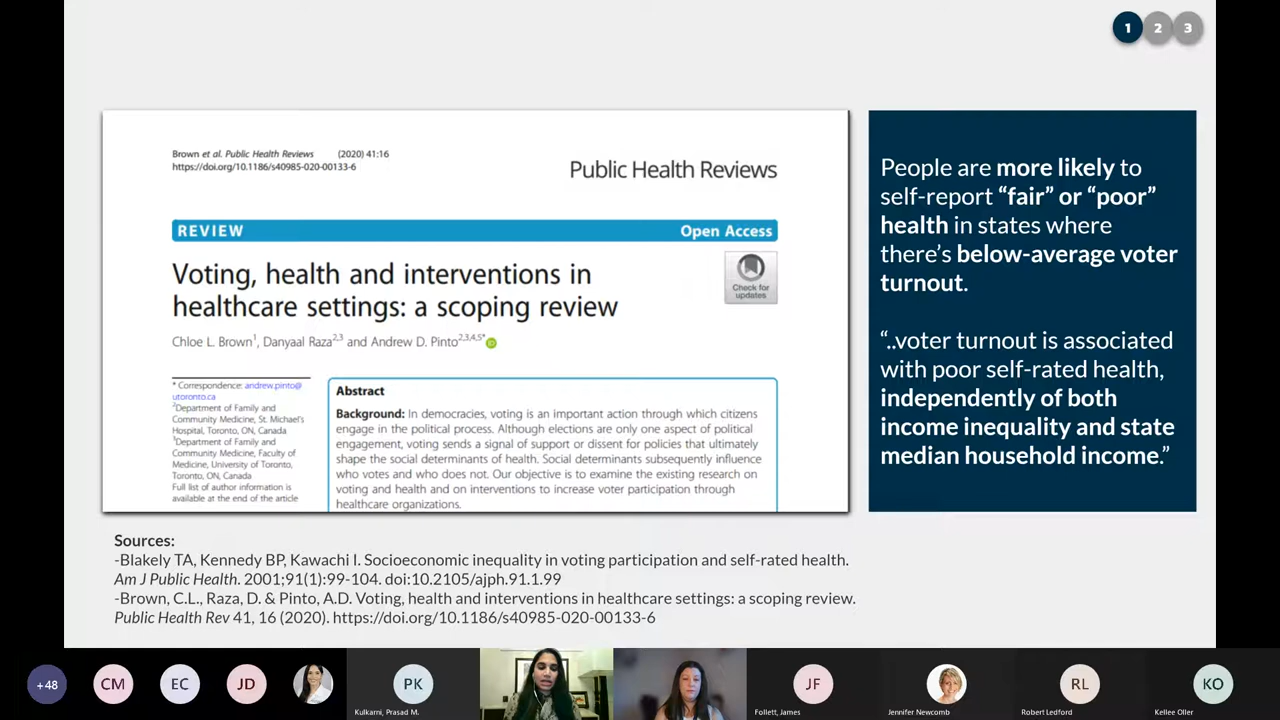 1 2 3
Brown et al. Public Health Reviews (2020) 41:16
https://doi.org/10.1186/s40985-020-00133-6
Public Health Reviews
REVIEW Open Access
Voting, health and interventions in
healthcare settings: a scoping review
Check for
updates
Chloe L. Brown1, Danyaal Raza2,3 and Andrew D. Pinto2,3,4,5*
* Correspondence: andrew.pinto@
utoronto.ca
2Department of Family and
Community Medicine, St. Michael's
Hospital, Toronto, ON, Canada
3Department of Family and
Community Medicine, Faculty of
Medicine, University of Toronto,
Toronto, ON, Canada
Full list of author information is
available at the end of the article
Abstract
Background: In democracies, voting is an important action through which citizens
engage in the political process. Although elections are only one aspect of political
engagement, voting sends a signal of support or dissent for policies that ultimately
shape the social determinants of health. Social determinants subsequently influence
who votes and who does not. Our objective is to examine the existing research on
voting and health and on interventions to increase voter participation through
healthcare organizations.
People are more likely to
self-report “fair” or “poor”
health in states where
there’s below-average voter
turnout.
“..voter turnout is associated
with poor self-rated health,
independently of both
income inequality and state
median household income.”
Sources:
-Blakely TA, Kennedy BP, Kawachi I. Socioeconomic inequality in voting participation and self-rated health.
Am J Public Health. 2001;91(1):99-104. doi:10.2105/ajph.91.1.99
-Brown, C.L., Raza, D. & Pinto, A.D. Voting, health and interventions in healthcare settings: a scoping review.
Public Health Rev 41, 16 (2020). https://doi.org/10.1186/s40985-020-00133-6
+48 CM EC JD PK JF RL KO
Kulkarni, Prasad M. Follett, James Jennifer Newcomb Robert Ledford Kellee Oller